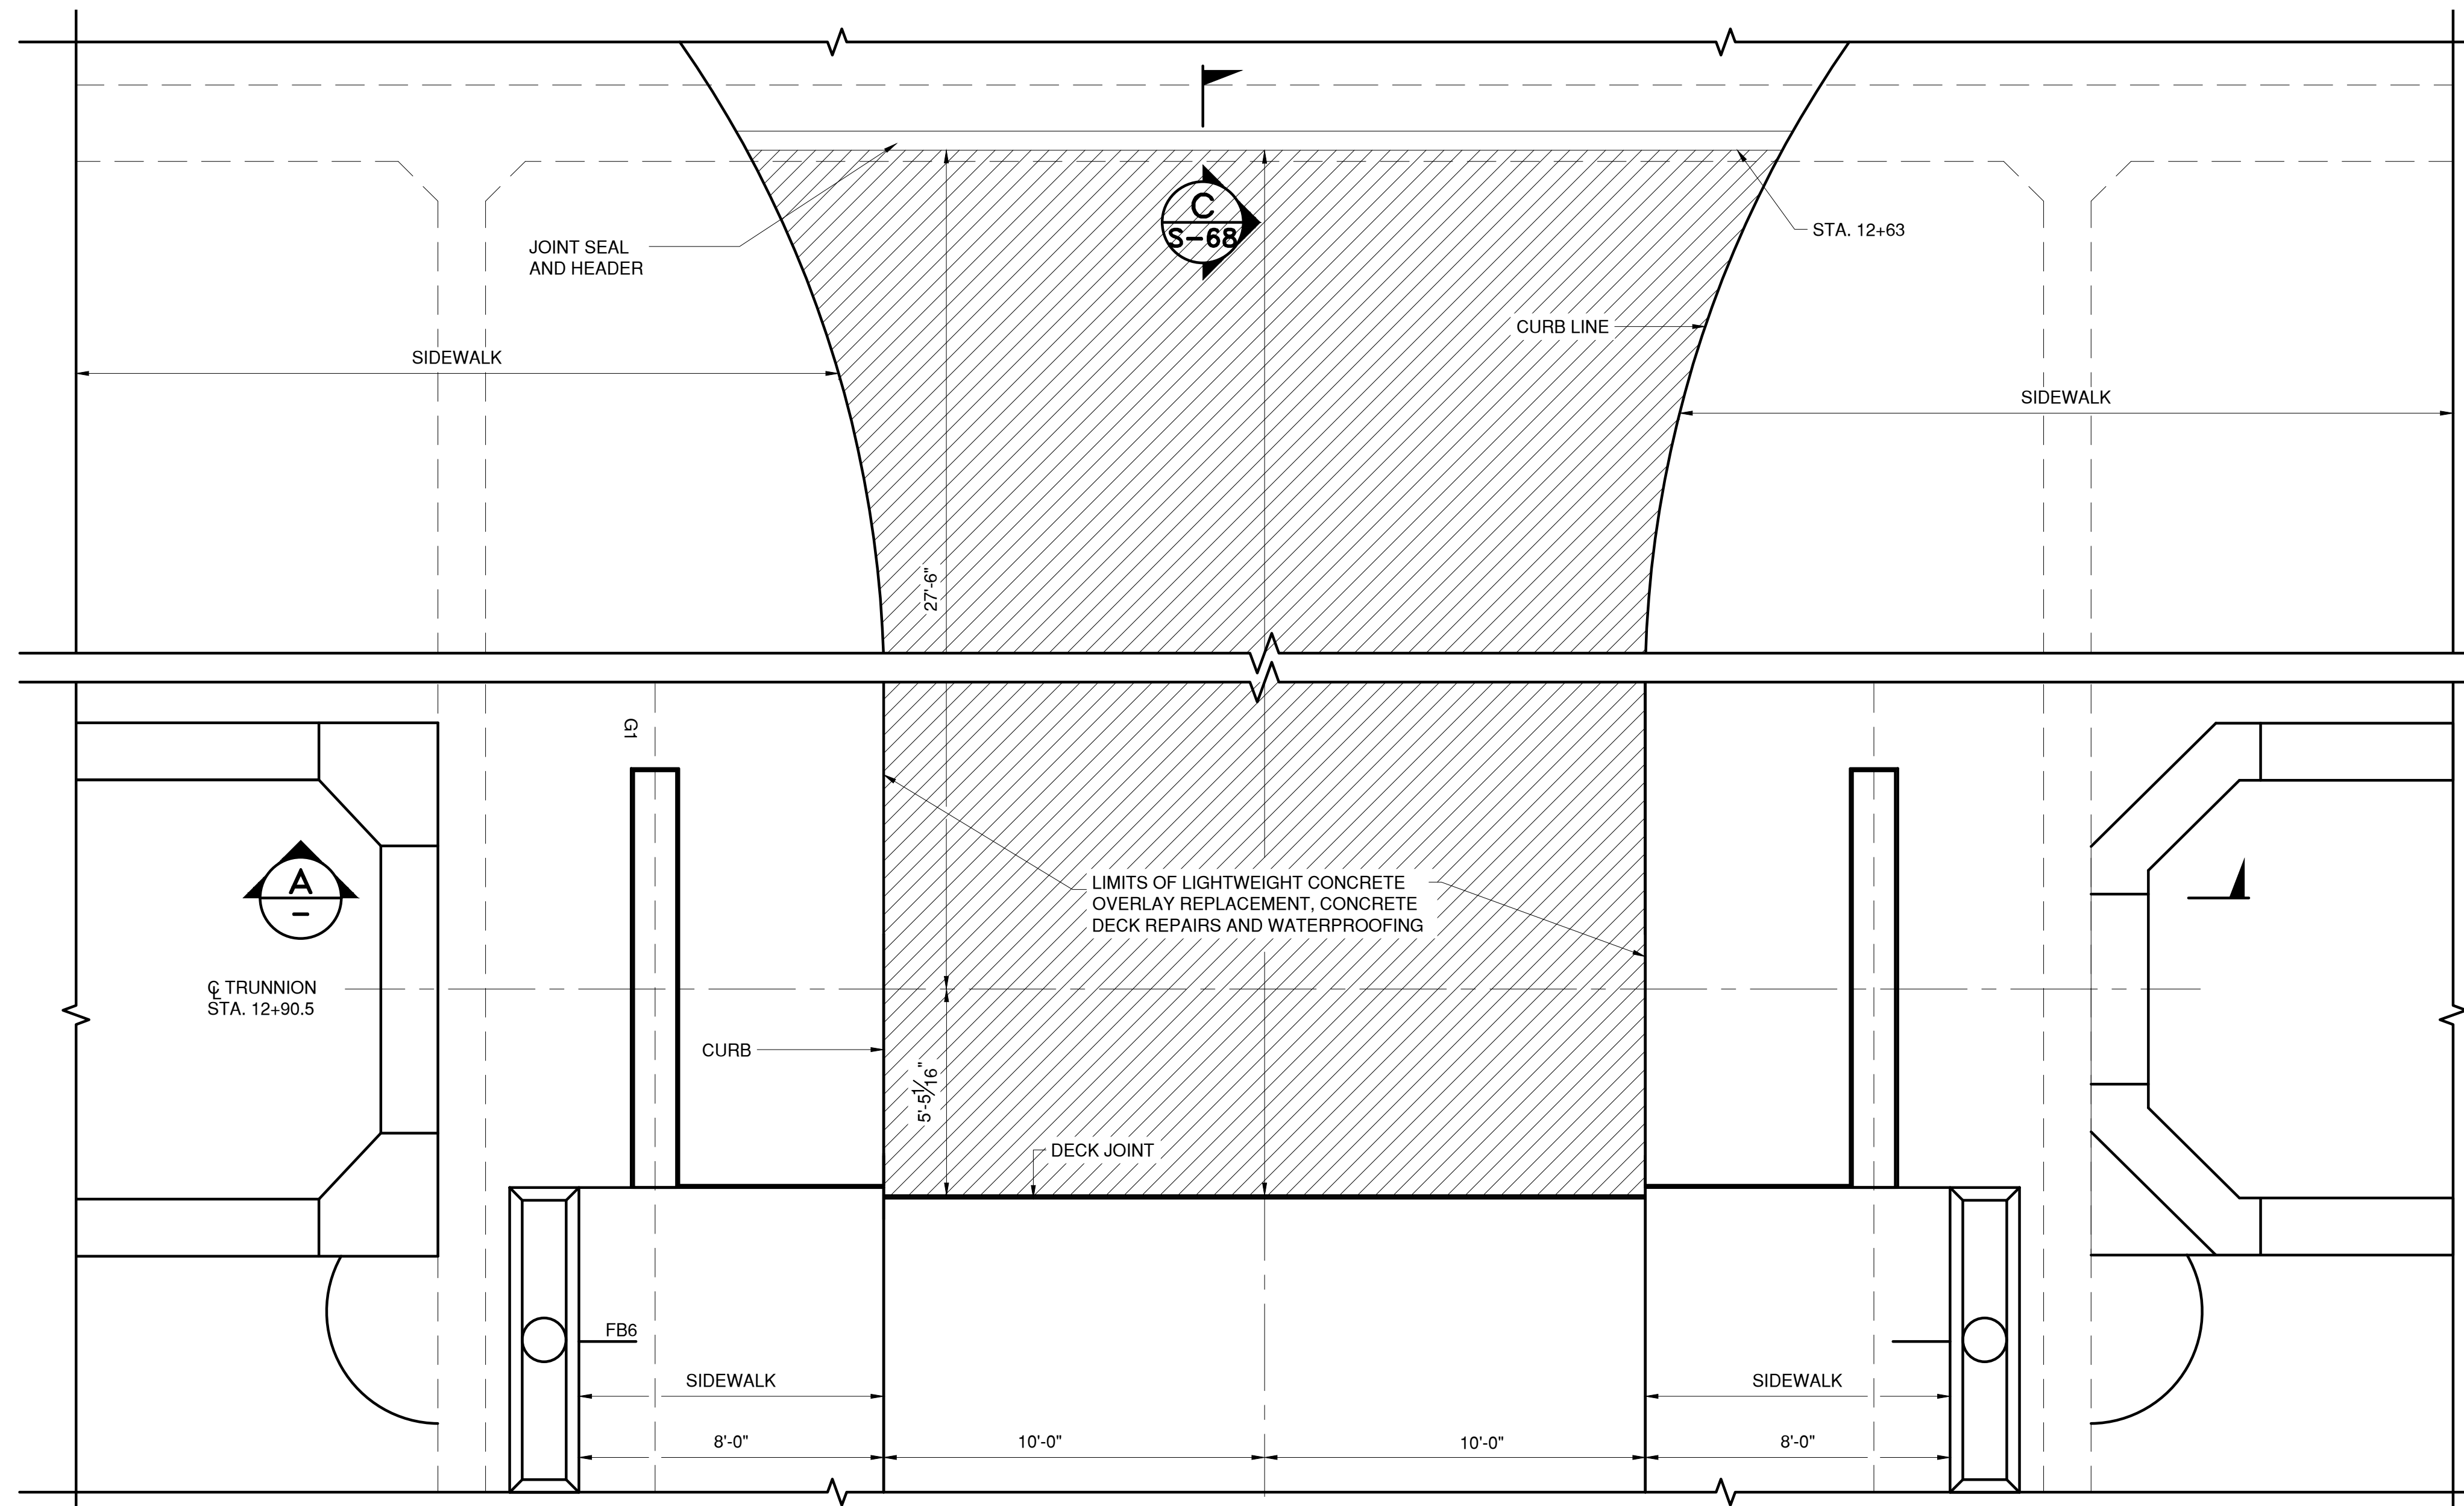 C
S-68
JOINT SEAL
AND HEADER
STA. 12+63
CURB LINE
SIDEWALK
SIDEWALK
27'-6"
G1
LIMITS OF LIGHTWEIGHT CONCRETE
OVERLAY REPLACEMENT, CONCRETE
DECK REPAIRS AND WATERPROOFING
A
-
℄ TRUNNION
STA. 12+90.5
CURB
5'-5 1/16"
DECK JOINT
FB6
SIDEWALK
SIDEWALK
8'-0"
10'-0"
10'-0"
8'-0"